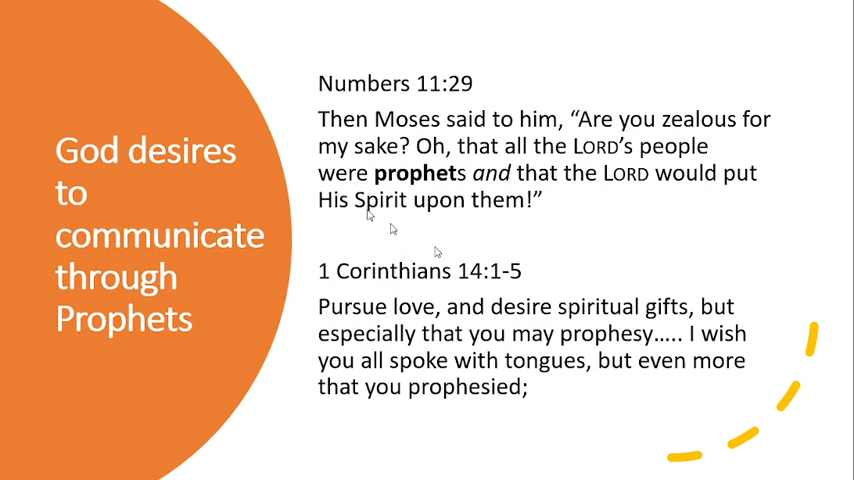 God desires
to
communicate
through
Prophets
Numbers 11:29
Then Moses said to him, “Are you zealous for
my sake? Oh, that all the LORD’s people
were prophets and that the LORD would put
His Spirit upon them!”
1 Corinthians 14:1-5
Pursue love, and desire spiritual gifts, but
especially that you may prophesy….. I wish
you all spoke with tongues, but even more
that you prophesied;